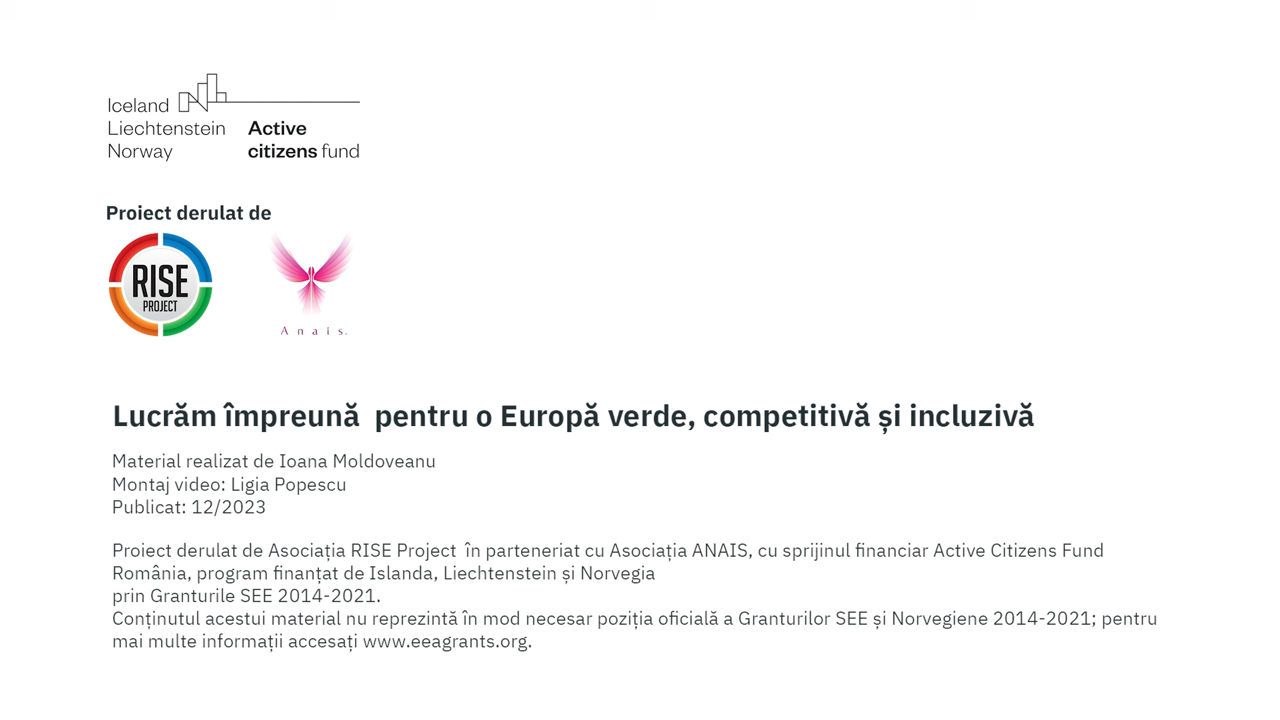 Iceland
Liechtenstein Active
Norway citizens fund
Proiect derulat de
RISE
PROJECT
Anais.
Lucrăm împreună pentru o Europă verde, competitivă și incluzivă
Material realizat de Ioana Moldoveanu
Montaj video: Ligia Popescu
Publicat: 12/2023
Proiect derulat de Asociația RISE Project în parteneriat cu Asociația ANAIS, cu sprijinul financiar Active Citizens Fund
România, program finanțat de Islanda, Liechtenstein și Norvegia
prin Granturile SEE 2014-2021.
Conținutul acestui material nu reprezintă în mod necesar poziția oficială a Granturilor SEE și Norvegiene 2014-2021; pentru
mai multe informații accesați www.eeagrants.org.